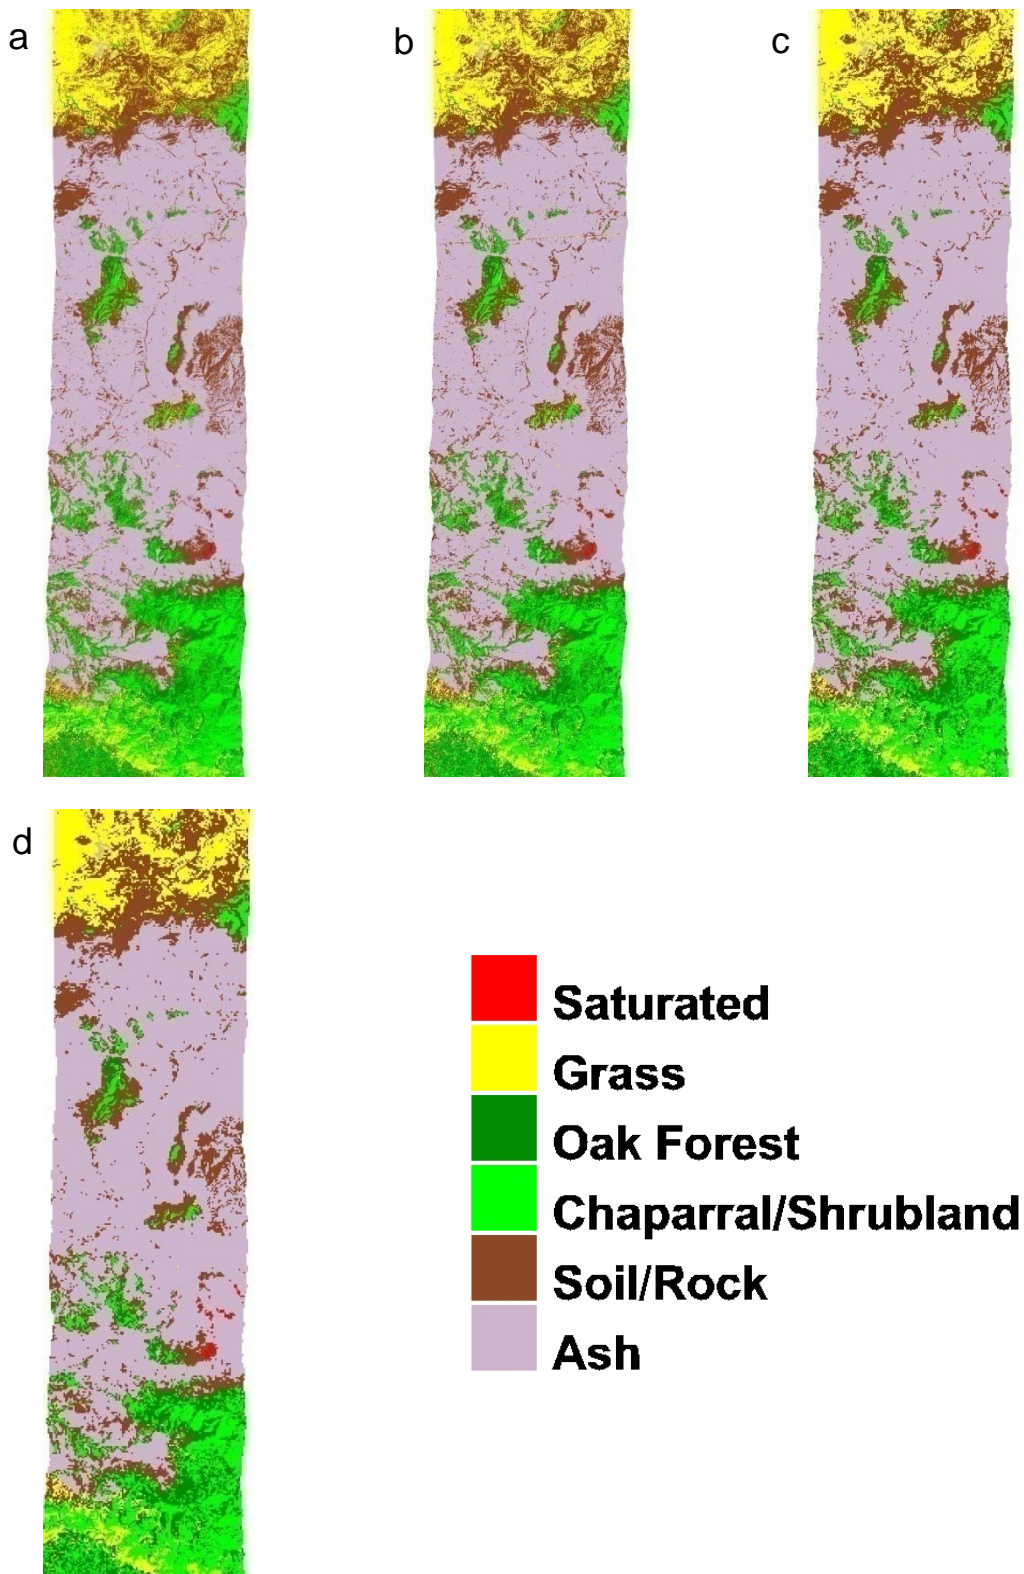 a
b
c
d
Saturated
Grass
Oak Forest
Chaparral/Shrubland
Soil/Rock
Ash